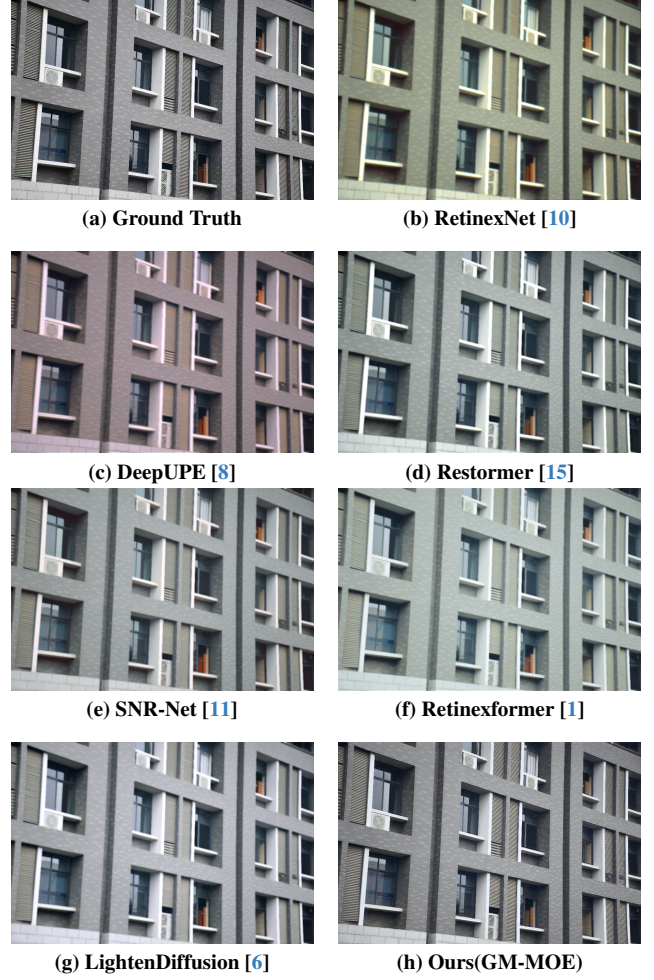 (a) Ground Truth
(b) RetinexNet [10]
(c) DeepUPE [8]
(d) Restormer [15]
(e) SNR-Net [11]
(f) Retinexformer [1]
(g) LightenDiffusion [6]
(h) Ours(GM-MOE)